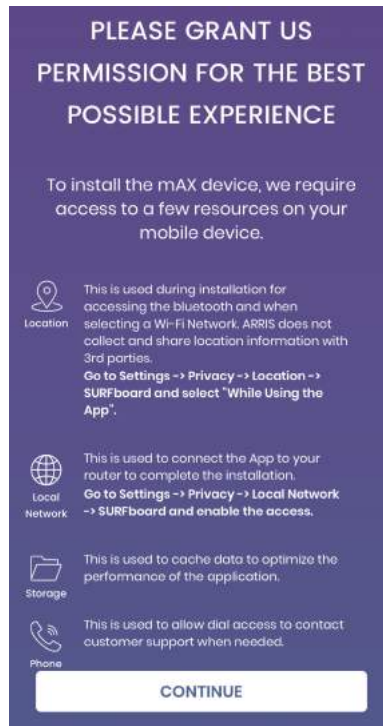 PLEASE GRANT US
PERMISSION FOR THE BEST
POSSIBLE EXPERIENCE
To install the mAX device, we require
access to a few resources on your
mobile device.
Location
This is used during installation for
accessing the bluetooth and when
selecting a Wi-Fi Network. ARRIS does not
collect and share location information with
3rd parties.
Go to Settings -> Privacy -> Location ->
SURFboard and select "While Using the
App".
Local
Network
This is used to connect the App to your
router to complete the installation.
Go to Settings -> Privacy -> Local Network
-> SURFboard and enable the access.
Storage
This is used to cache data to optimize the
performance of the application.
Phone
This is used to allow dial access to contact
customer support when needed.
CONTINUE